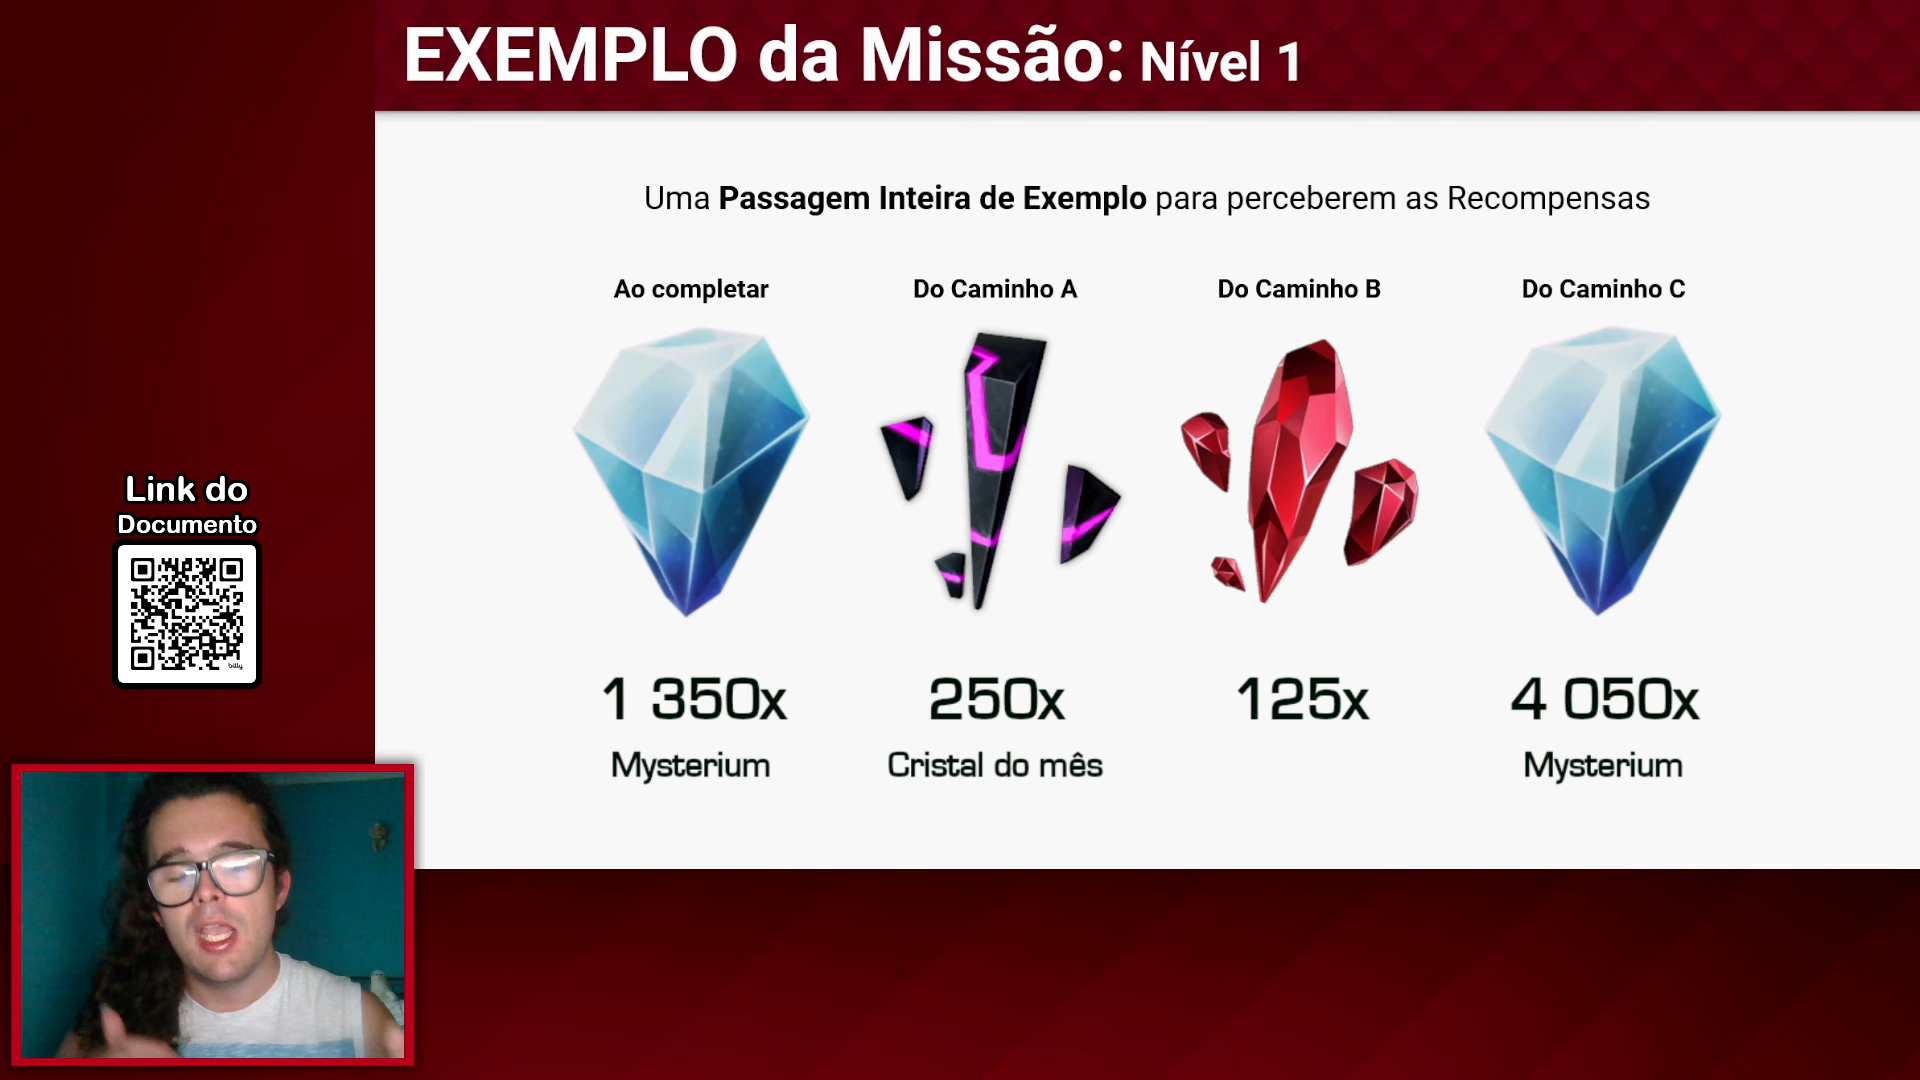 EXEMPLO da Missão: Nível 1
Uma Passagem Inteira de Exemplo para perceberem as Recompensas
Ao completar
Do Caminho A
Do Caminho B
Do Caminho C
1 350x
250x
125x
4 050x
Mysterium
Cristal do mês
Mysterium
Link do
Documento
bitly